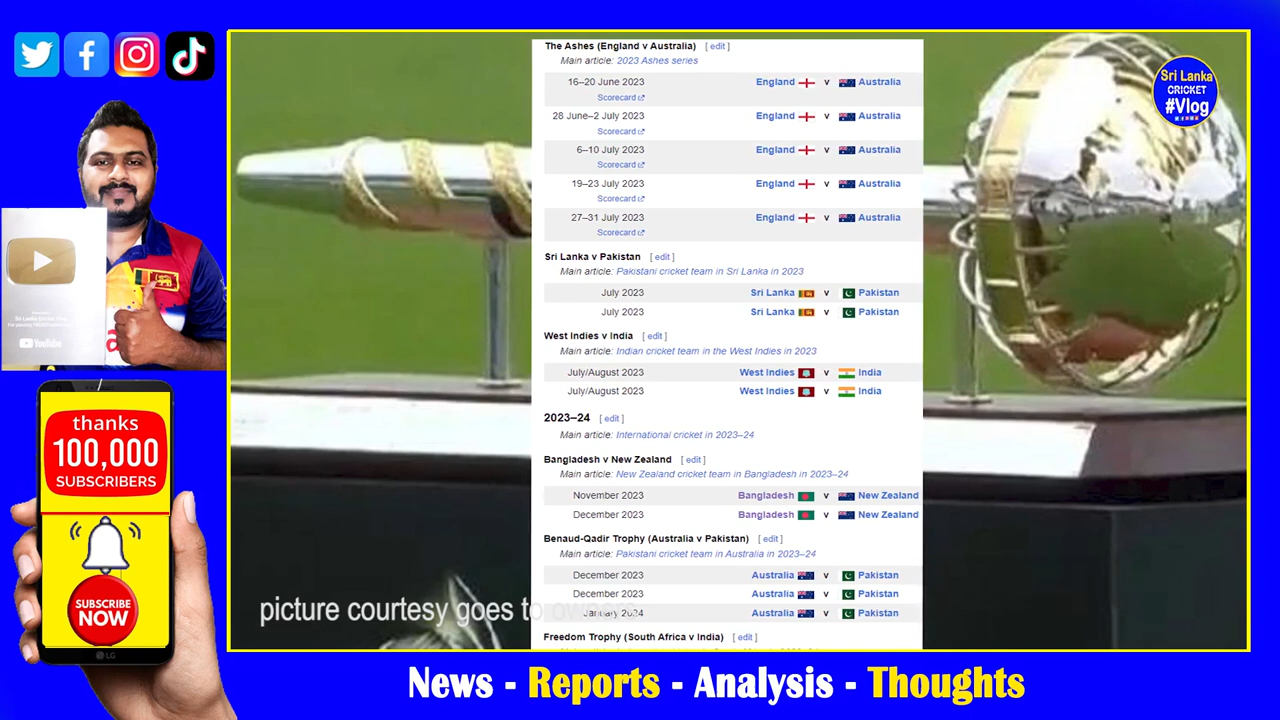 The Ashes (England v Australia) [ edit ]
Main article: 2023 Ashes series
16–20 June 2023 England v Australia
Scorecard
28 June–2 July 2023 England v Australia
Scorecard
6–10 July 2023 England v Australia
Scorecard
19–23 July 2023 England v Australia
Scorecard
27–31 July 2023 England v Australia
Scorecard
Sri Lanka v Pakistan [ edit ]
Main article: Pakistani cricket team in Sri Lanka in 2023
July 2023 Sri Lanka v Pakistan
July 2023 Sri Lanka v Pakistan
West Indies v India [ edit ]
Main article: Indian cricket team in the West Indies in 2023
July/August 2023 West Indies v India
July/August 2023 West Indies v India
2023–24 [ edit ]
Main article: International cricket in 2023–24
Bangladesh v New Zealand [ edit ]
Main article: New Zealand cricket team in Bangladesh in 2023–24
November 2023 Bangladesh v New Zealand
December 2023 Bangladesh v New Zealand
Benaud-Qadir Trophy (Australia v Pakistan) [ edit ]
Main article: Pakistani cricket team in Australia in 2023–24
December 2023 Australia v Pakistan
December 2023 Australia v Pakistan
January 2024 Australia v Pakistan
Freedom Trophy (South Africa v India) [ edit ]
Sri Lanka
CRICKET
#Vlog
YouTube
thanks
100,000
SUBSCRIBERS
SUBSCRIBE
NOW
LG
picture courtesy goes to
News - Reports - Analysis - Thoughts